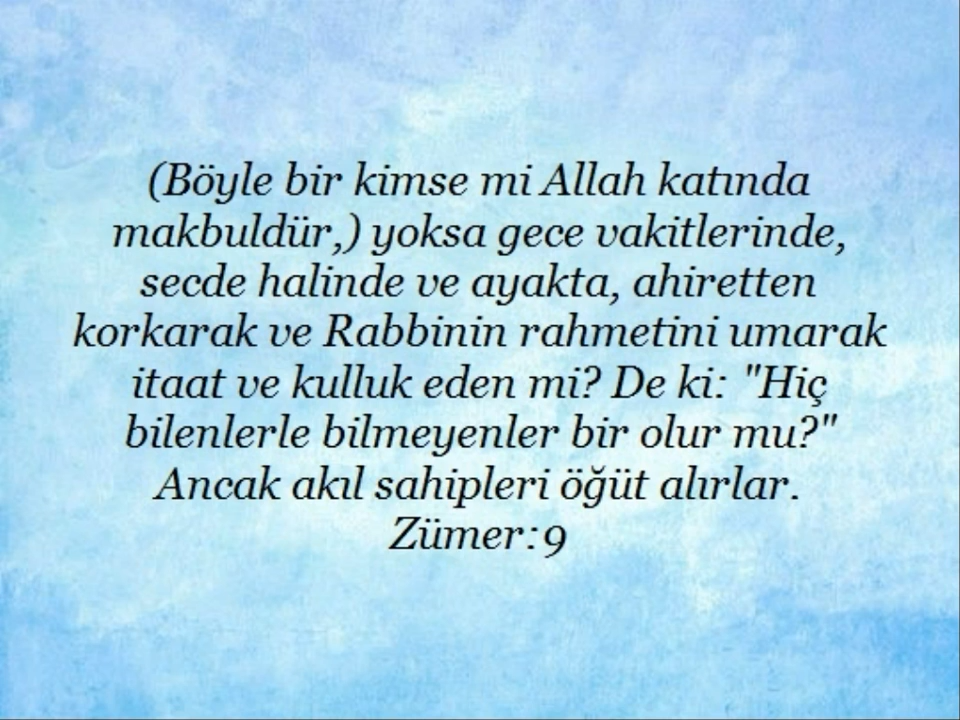 (Böyle bir kimse mi Allah katında
makbuldür,) yoksa gece vakitlerinde,
secde halinde ve ayakta, ahiretten
korkarak ve Rabbinin rahmetini umarak
itaat ve kulluk eden mi? De ki: "Hiç
bilenlerle bilmeyenler bir olur mu?"
Ancak akıl sahipleri öğüt alırlar.
Zümer:9